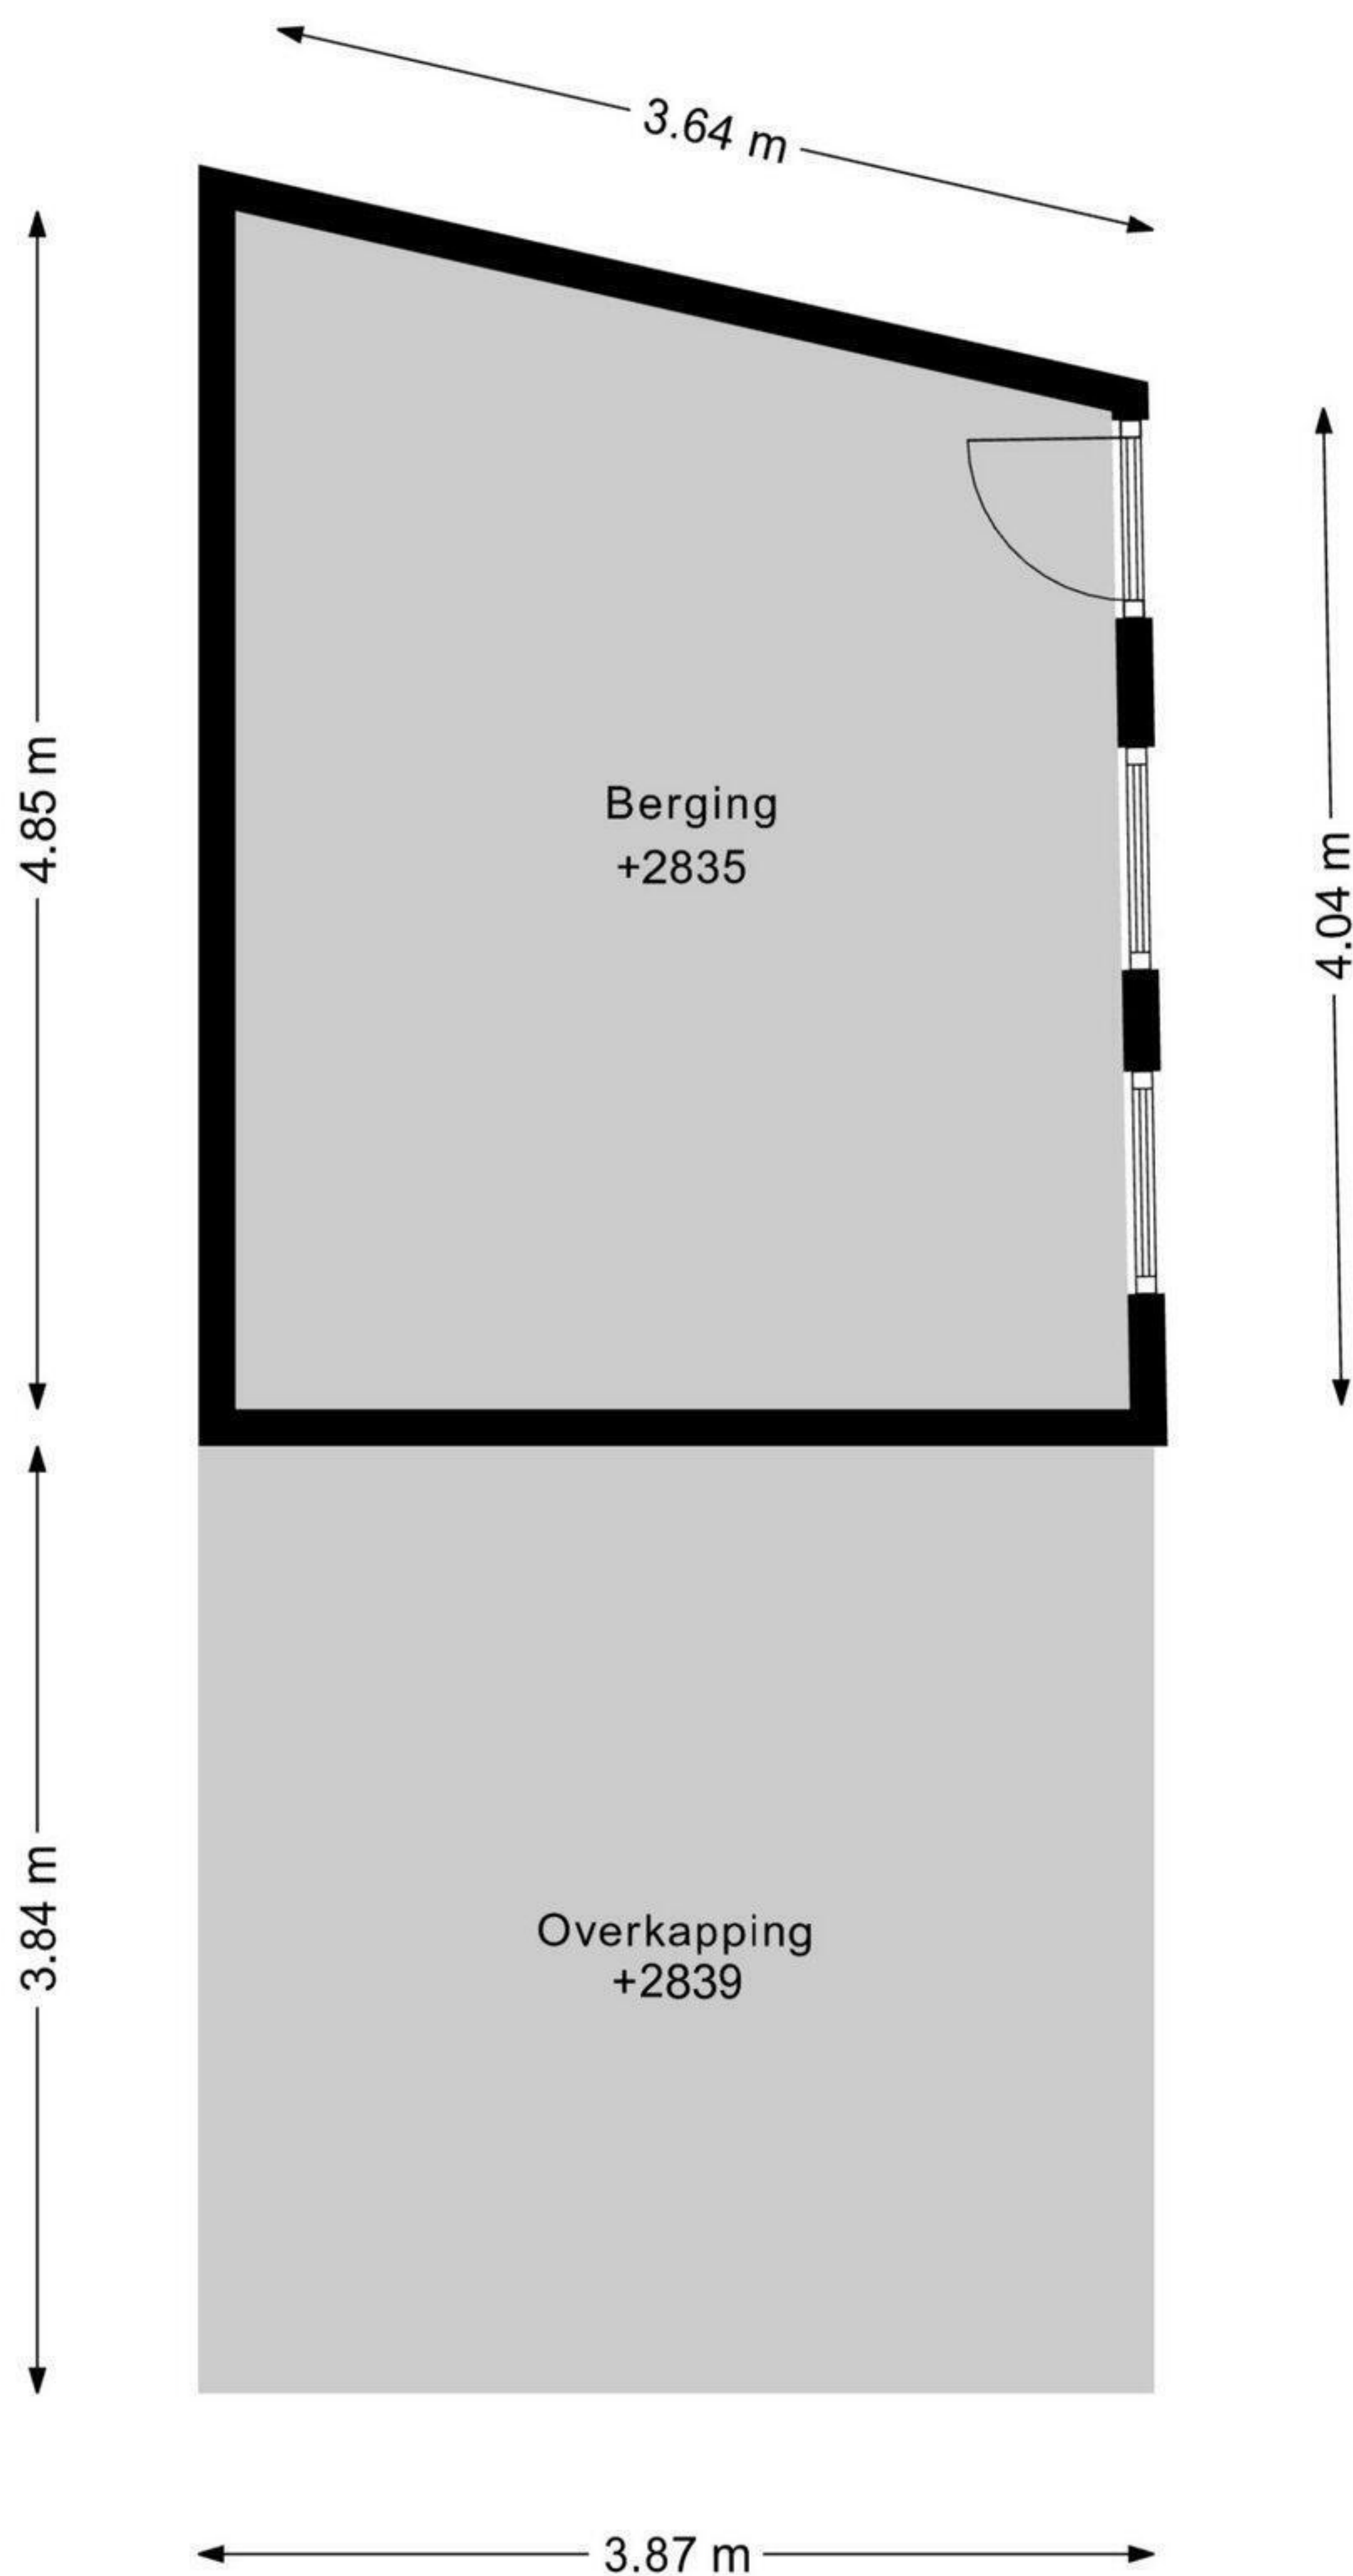 3.64 m
4.85 m
Berging
+2835
4.04 m
3.84 m
Overkapping
+2839
3.87 m